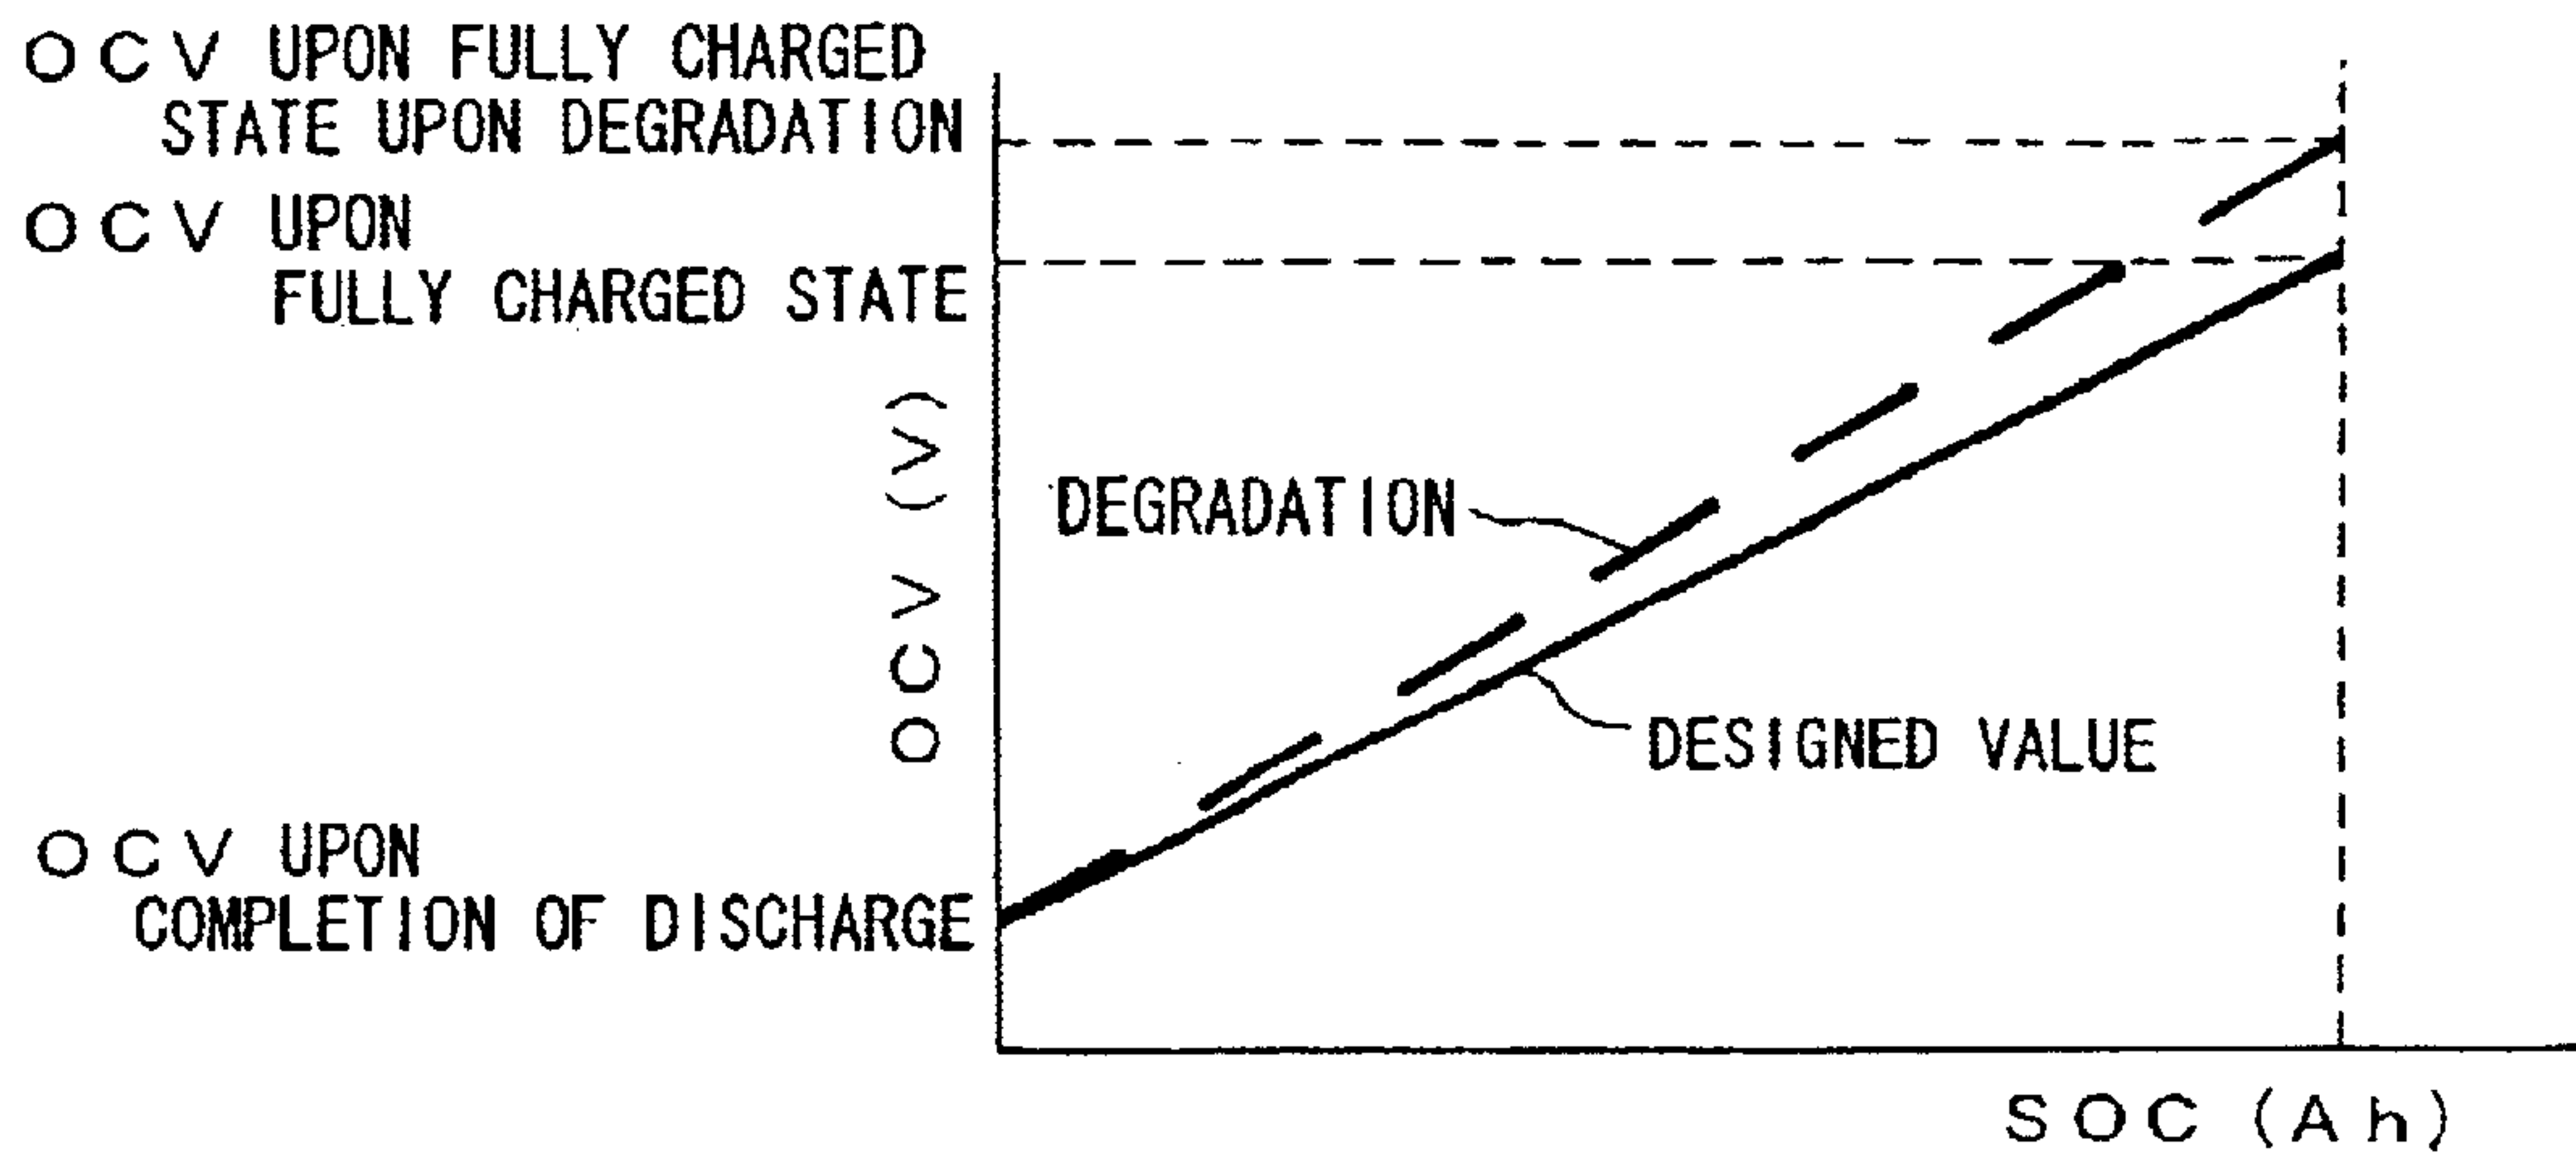 OCV UPON FULLY CHARGED
STATE UPON DEGRADATION
OCV UPON
FULLY CHARGED STATE
OCV (V)
DEGRADATION
DESIGNED VALUE
OCV UPON
COMPLETION OF DISCHARGE
SOC (Ah)